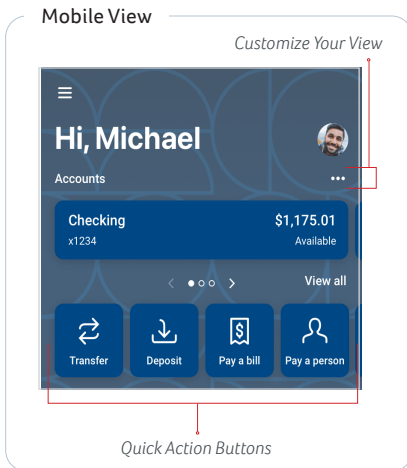 Mobile View
Customize Your View
Hi, Michael
Accounts
Checking $1,175.01
x1234 Available
View all
Transfer Deposit Pay a bill Pay a person
Quick Action Buttons